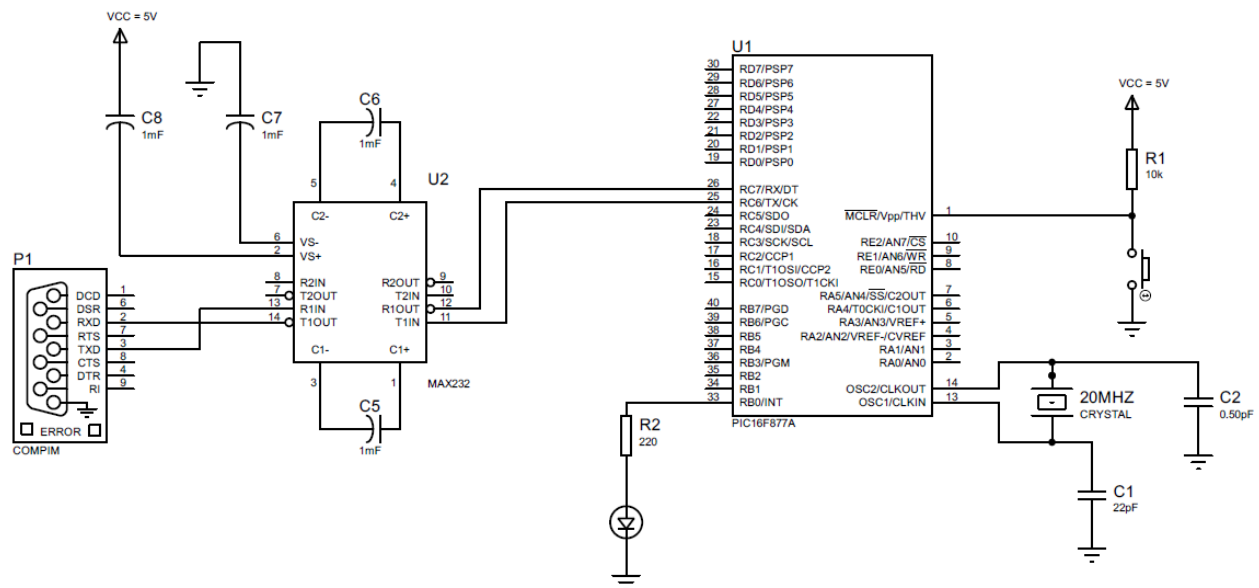 VCC = 5V
C8
1mF
C7
1mF
C6
1mF
5
4
U2
C2-
C2+
6 VS-
2 VS+
8 R2IN
7 T2OUT
13 R1IN
14 T1OUT
R2OUT 9
T2IN 10
R1OUT 12
T1IN 11
C1-
C1+
3
1
MAX232
C5
1mF
P1
DCD 1
DSR 6
RXD 2
RTS 7
TXD 3
CTS 8
DTR 4
RI 9
ERROR
COMPIM
U1
30 RD7/PSP7
29 RD6/PSP6
28 RD5/PSP5
27 RD4/PSP4
22 RD3/PSP3
21 RD2/PSP2
20 RD1/PSP1
19 RD0/PSP0
26 RC7/RX/DT
25 RC6/TX/CK
24 RC5/SDO
23 RC4/SDI/SDA
18 RC3/SCK/SCL
17 RC2/CCP1
16 RC1/T1OSI/CCP2
15 RC0/T1OSO/T1CKI
40 RB7/PGD
39 RB6/PGC
38 RB5
37 RB4
36 RB3/PGM
35 RB2
34 RB1
33 RB0/INT
MCLR/Vpp/THV 1
RE2/AN7/CS 10
RE1/AN6/WR 9
RE0/AN5/RD 8
RA5/AN4/SS/C2OUT 7
RA4/T0CKI/C1OUT 6
RA3/AN3/VREF+ 5
RA2/AN2/VREF-/CVREF 4
RA1/AN1 3
RA0/AN0 2
OSC2/CLKOUT 14
OSC1/CLKIN 13
PIC16F877A
R2
220
VCC = 5V
R1
10k
20MHZ
CRYSTAL
C2
0.50pF
C1
22pF